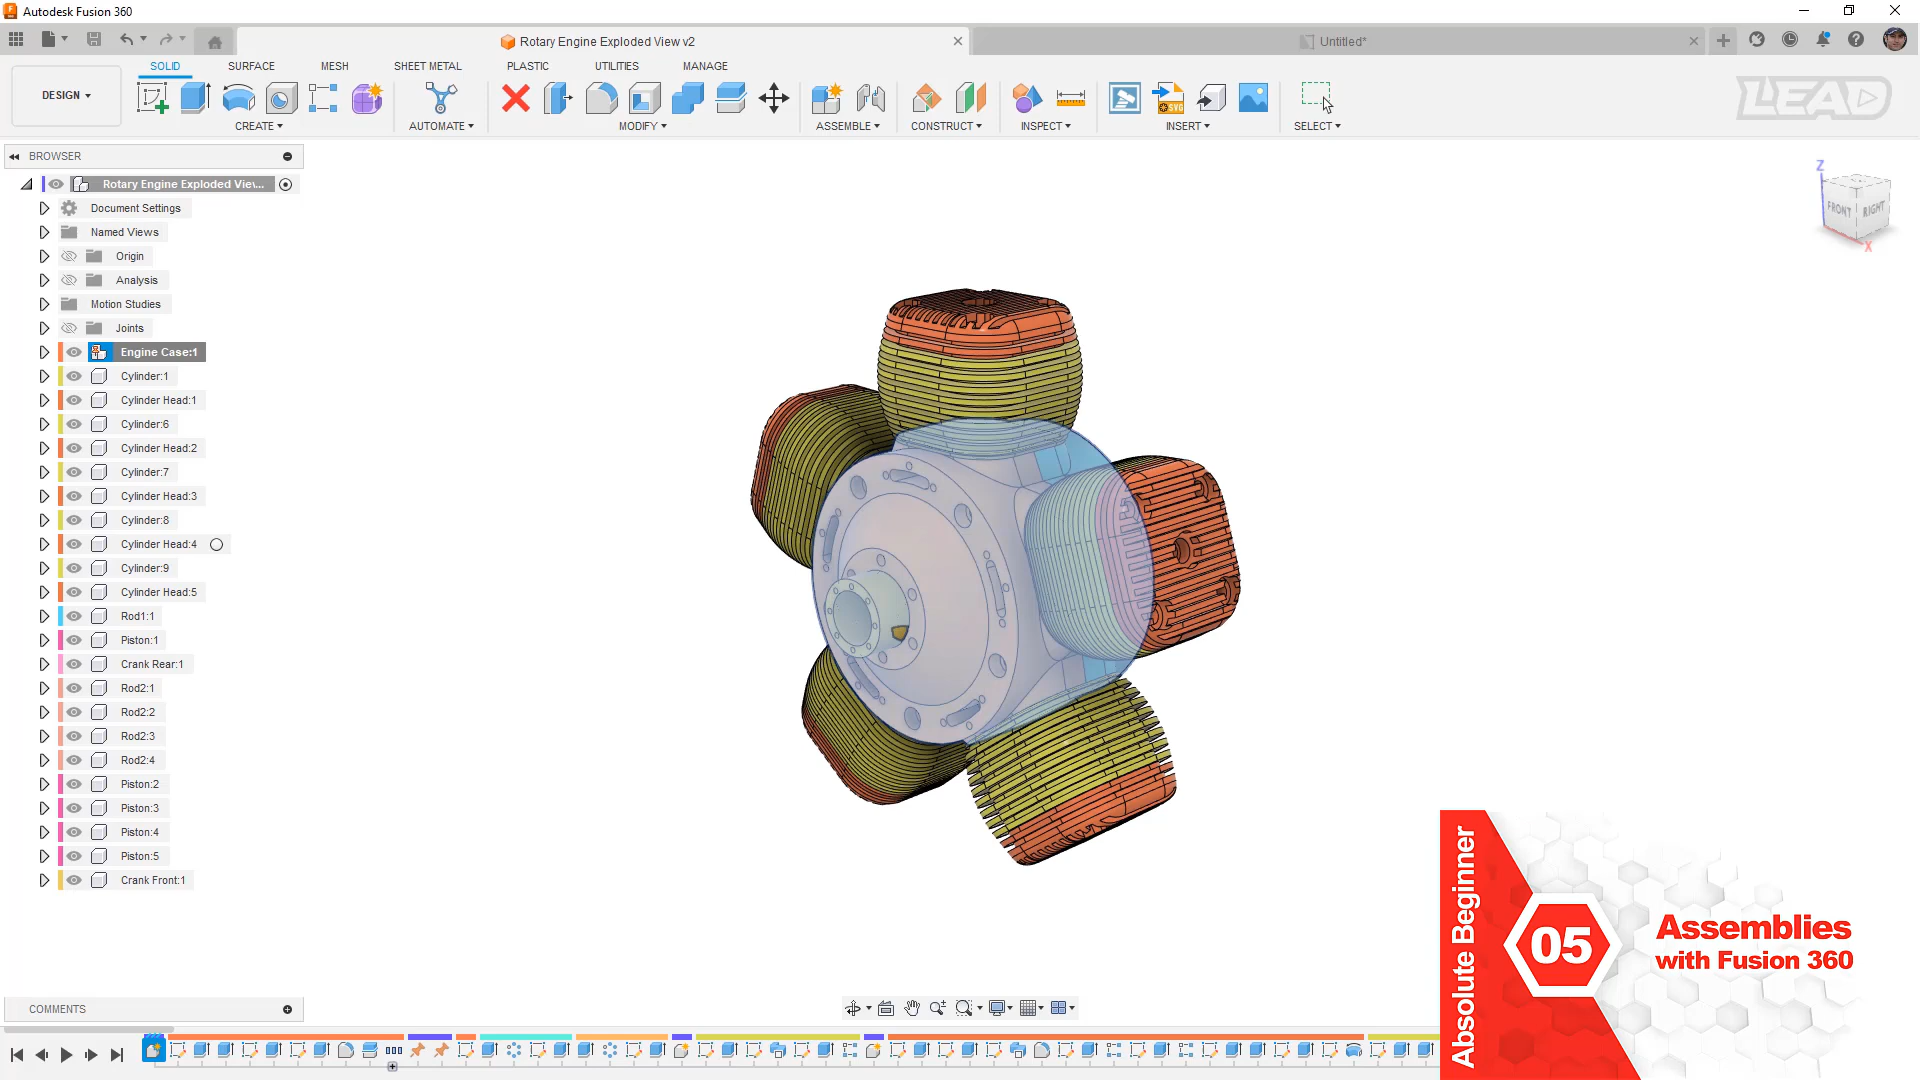 Autodesk Fusion 360
Rotary Engine Exploded View v2
Untitled*
DESIGN
SOLID SURFACE MESH SHEET METAL PLASTIC UTILITIES MANAGE
CREATE AUTOMATE MODIFY ASSEMBLE CONSTRUCT INSPECT INSERT SELECT
SVG
LEAD
BROWSER
Rotary Engine Exploded Viev...
Document Settings
Named Views
Origin
Analysis
Motion Studies
Joints
Engine Case:1
Cylinder:1
Cylinder Head:1
Cylinder:6
Cylinder Head:2
Cylinder:7
Cylinder Head:3
Cylinder:8
Cylinder Head:4
Cylinder:9
Cylinder Head:5
Rod1:1
Piston:1
Crank Rear:1
Rod2:1
Rod2:2
Rod2:3
Rod2:4
Piston:2
Piston:3
Piston:4
Piston:5
Crank Front:1
Z
FRONT RIGHT
X
COMMENTS
Absolute Beginner
05
Assemblies
with Fusion 360